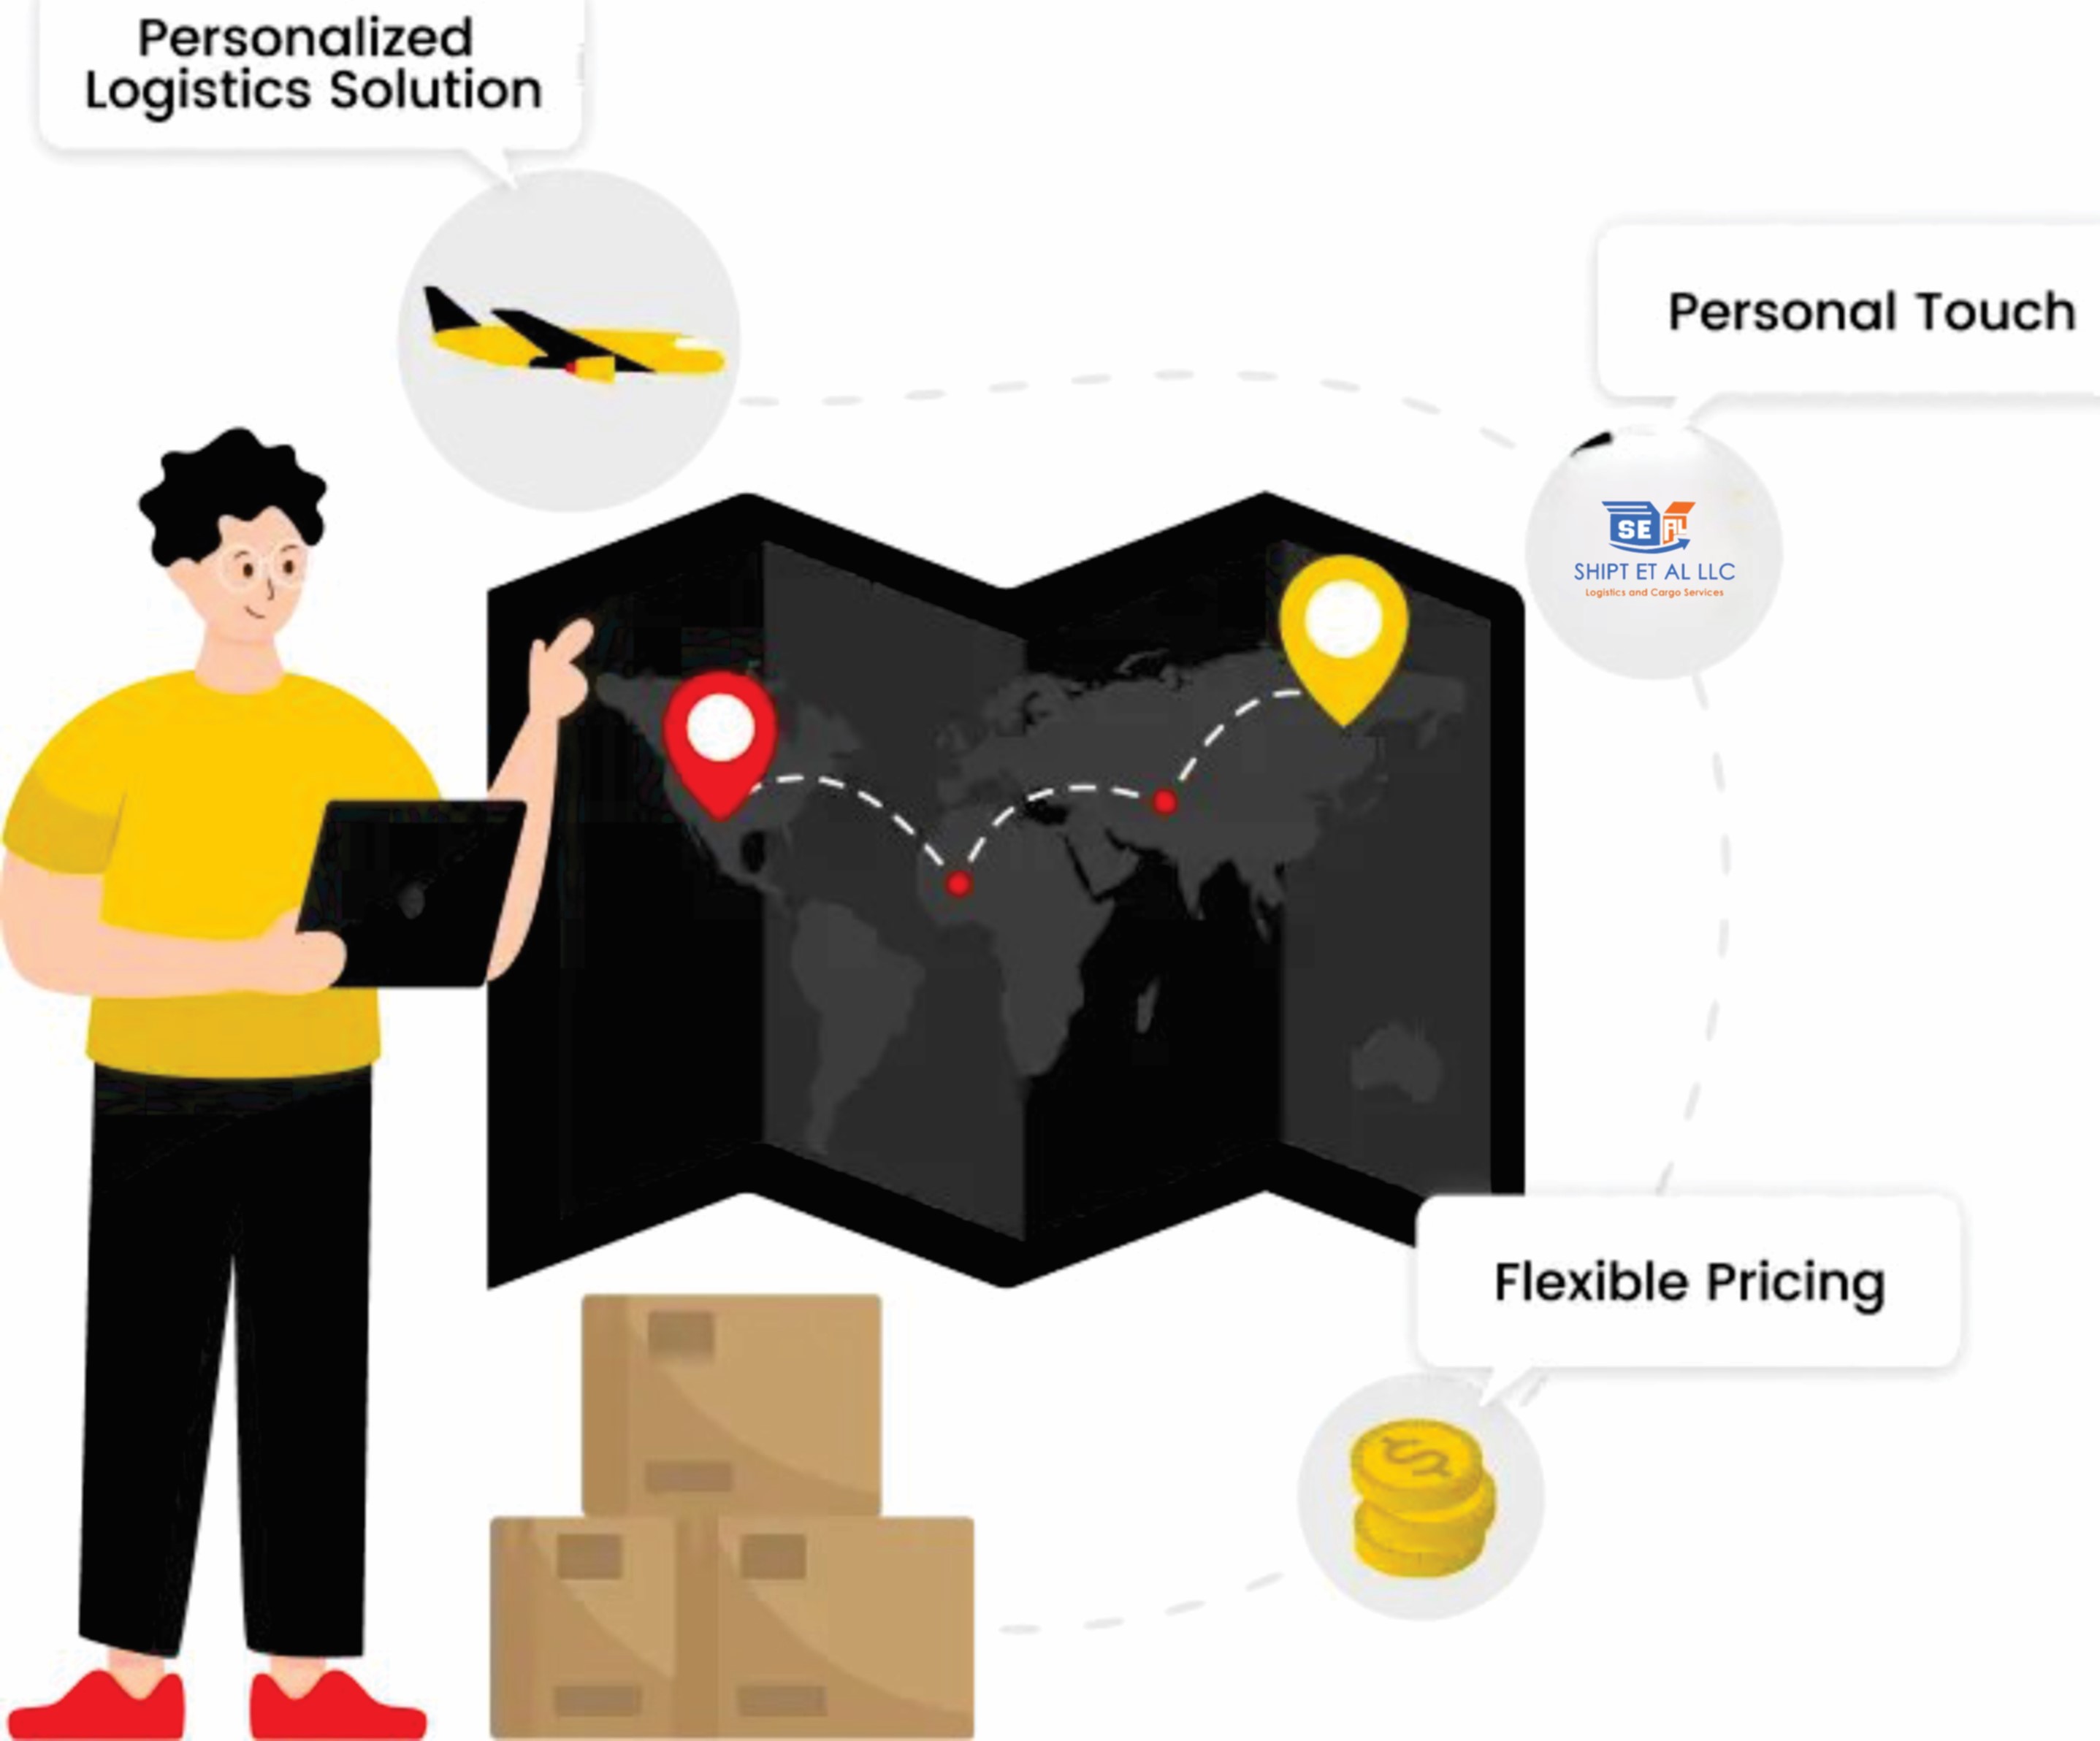 Personalized
Logistics Solution
Personal Touch
SE AL
SHIPT ET AL LLC
Logistics and Cargo Services
Flexible Pricing
$